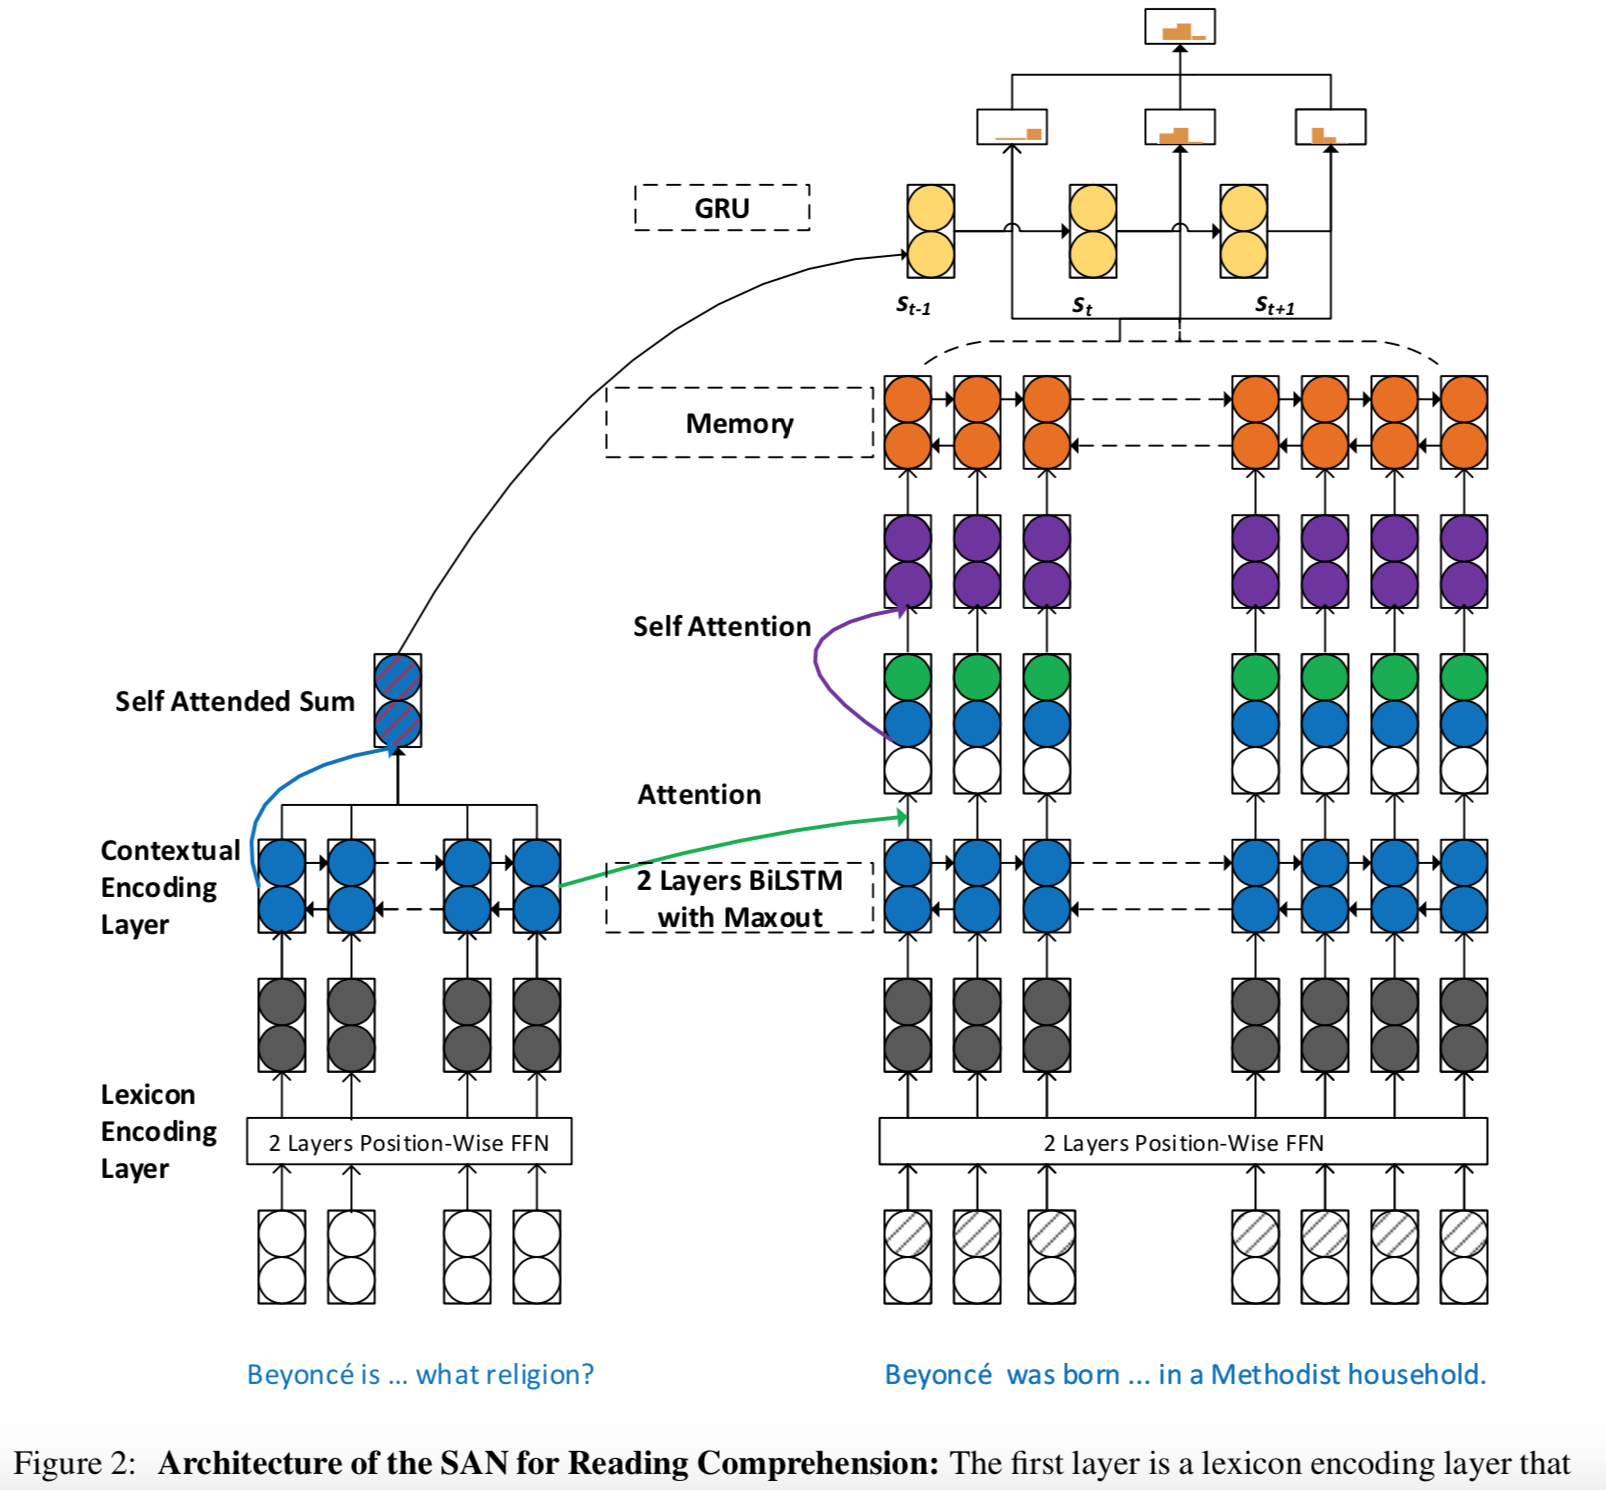 GRU
s_{t-1}
s_t
s_{t+1}
Memory
Self Attention
Self Attended Sum
Attention
Contextual
Encoding
Layer
2 Layers BiLSTM
with Maxout
Lexicon
Encoding
Layer
2 Layers Position-Wise FFN
2 Layers Position-Wise FFN
Beyoncé is ... what religion?
Beyoncé was born ... in a Methodist household.
Figure 2: Architecture of the SAN for Reading Comprehension: The first layer is a lexicon encoding layer that